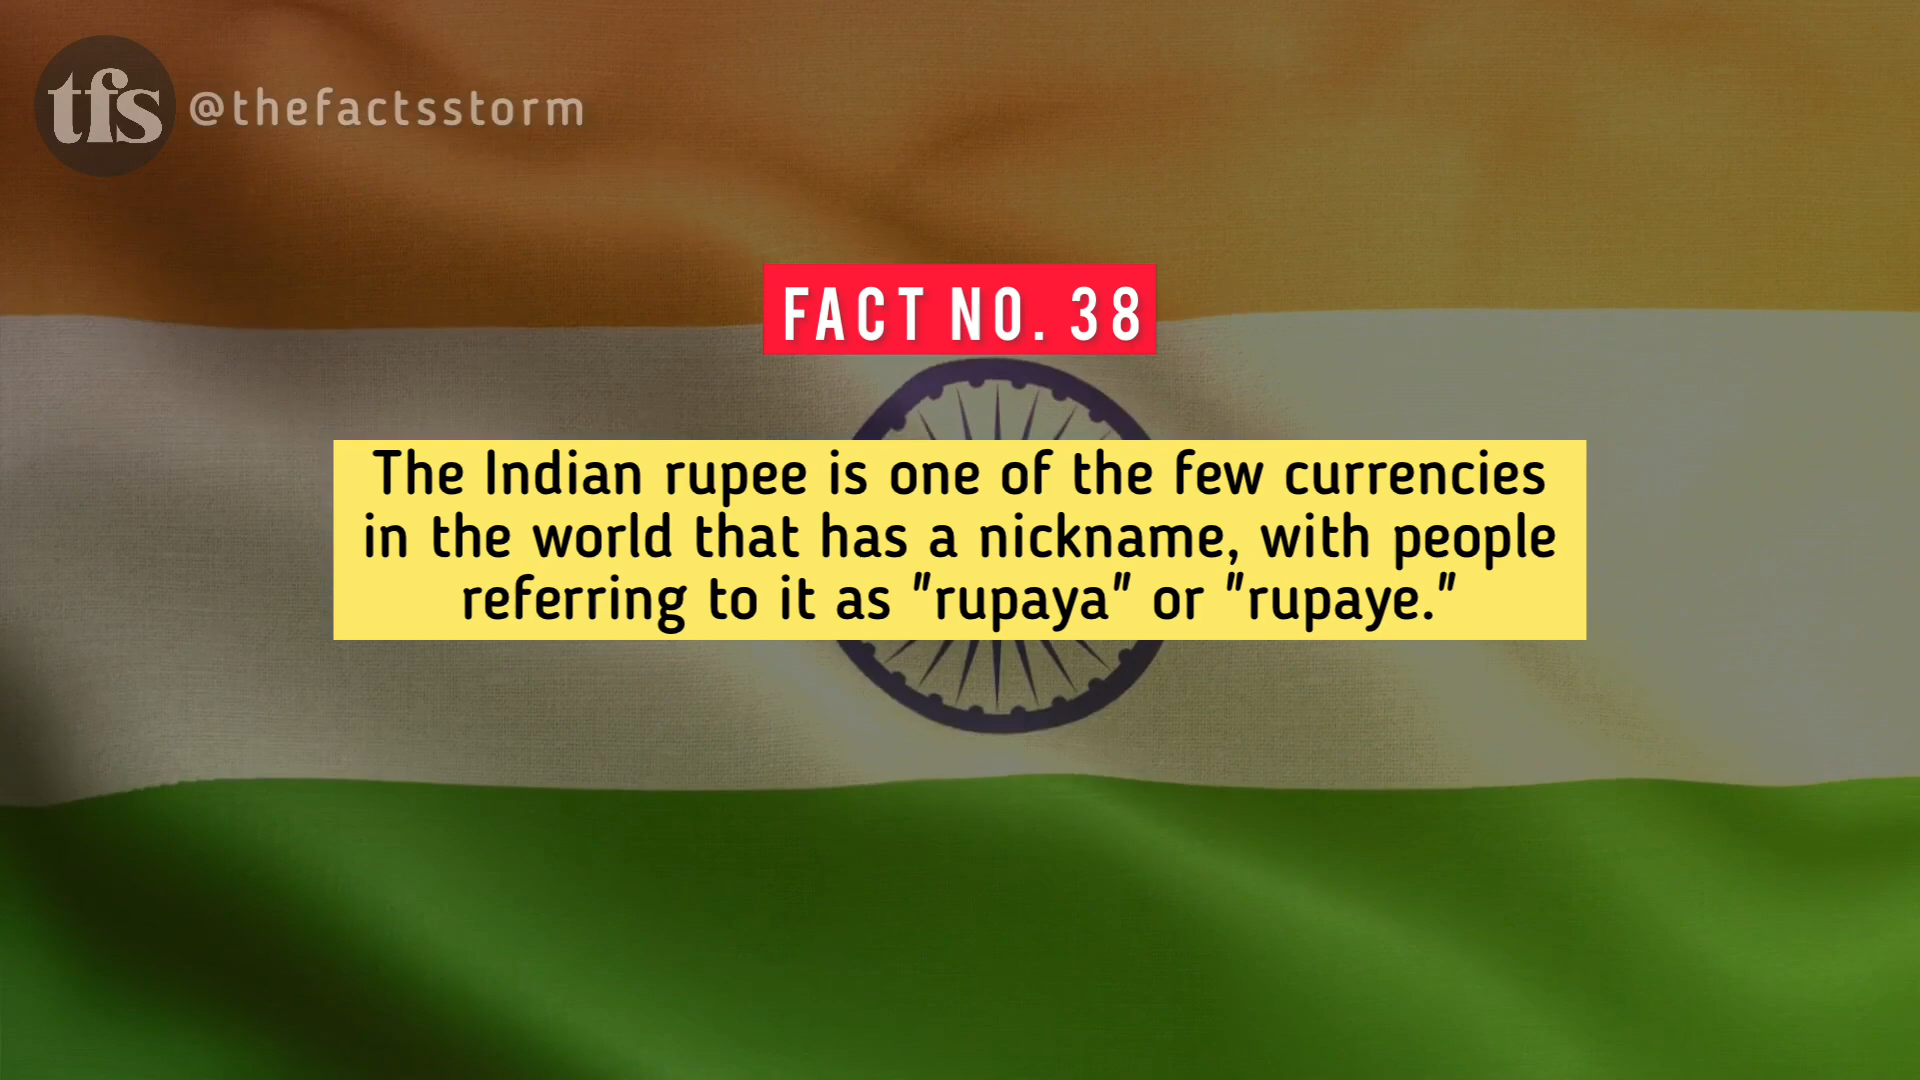 tfs @thefactsstorm
FACT NO. 38
The Indian rupee is one of the few currencies
in the world that has a nickname, with people
referring to it as "rupaya" or "rupaye."